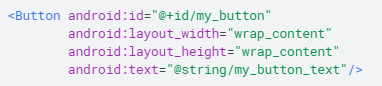 <Button android:id="@+id/my_button"
android:layout_width="wrap_content"
android:layout_height="wrap_content"
android:text="@string/my_button_text"/>